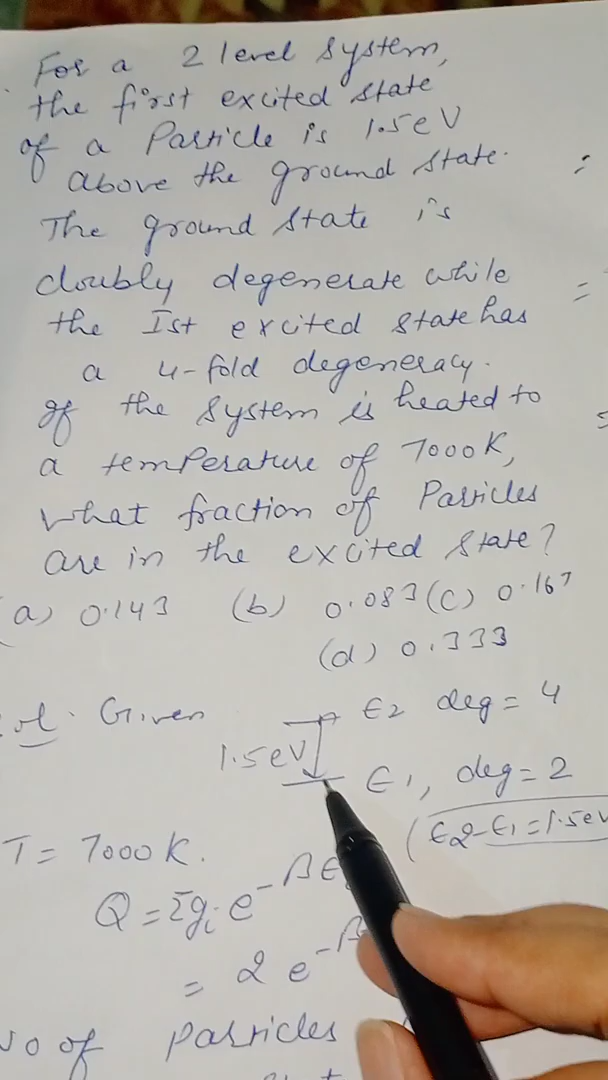 For a 2 level system,
the first excited state
of a Particle is 1.5eV
above the ground state.
The ground state is
doubly degenerate while
the Ist excited state has
a 4-fold degeneracy.
If the system is heated to
a temperature of 7000K,
what fraction of Particles
are in the excited state?
a) 0.143 (b) 0.083 (c) 0.167
(d) 0.333
Given
ϵ2 deg = 4
1.5eV
ϵ1, deg = 2
(ϵ2-ϵ1 = 1.5eV
T = 7000K.
Q = Σgi e^-βϵ
= 2 e^-β
No of particles